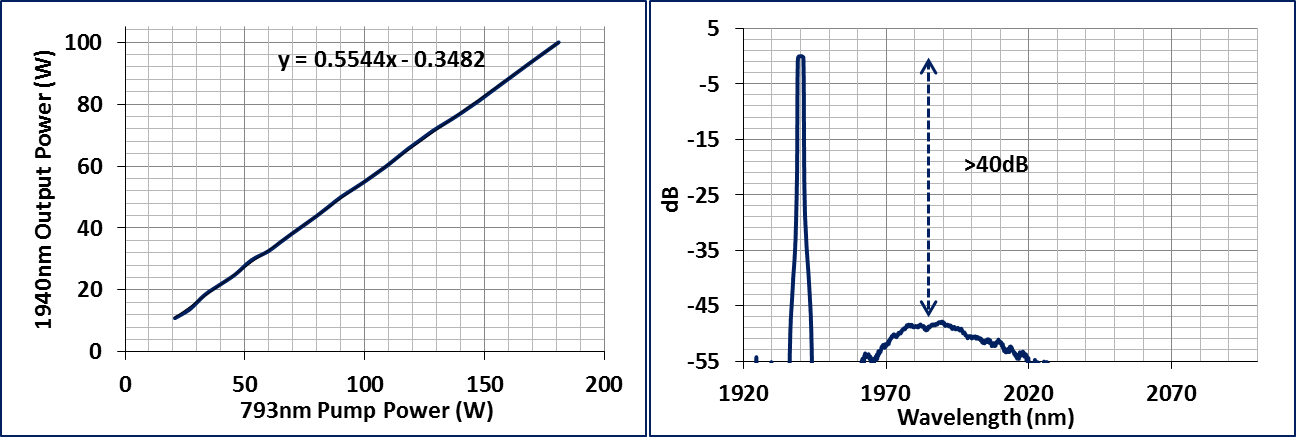 1940nm Output Power (W)
100
80
60
40
20
0
y = 0.5544x - 0.3482
0 50 100 150 200
793nm Pump Power (W)
dB
5
-5
-15
-25
-35
-45
-55
>40dB
1920 1970 2020 2070
Wavelength (nm)